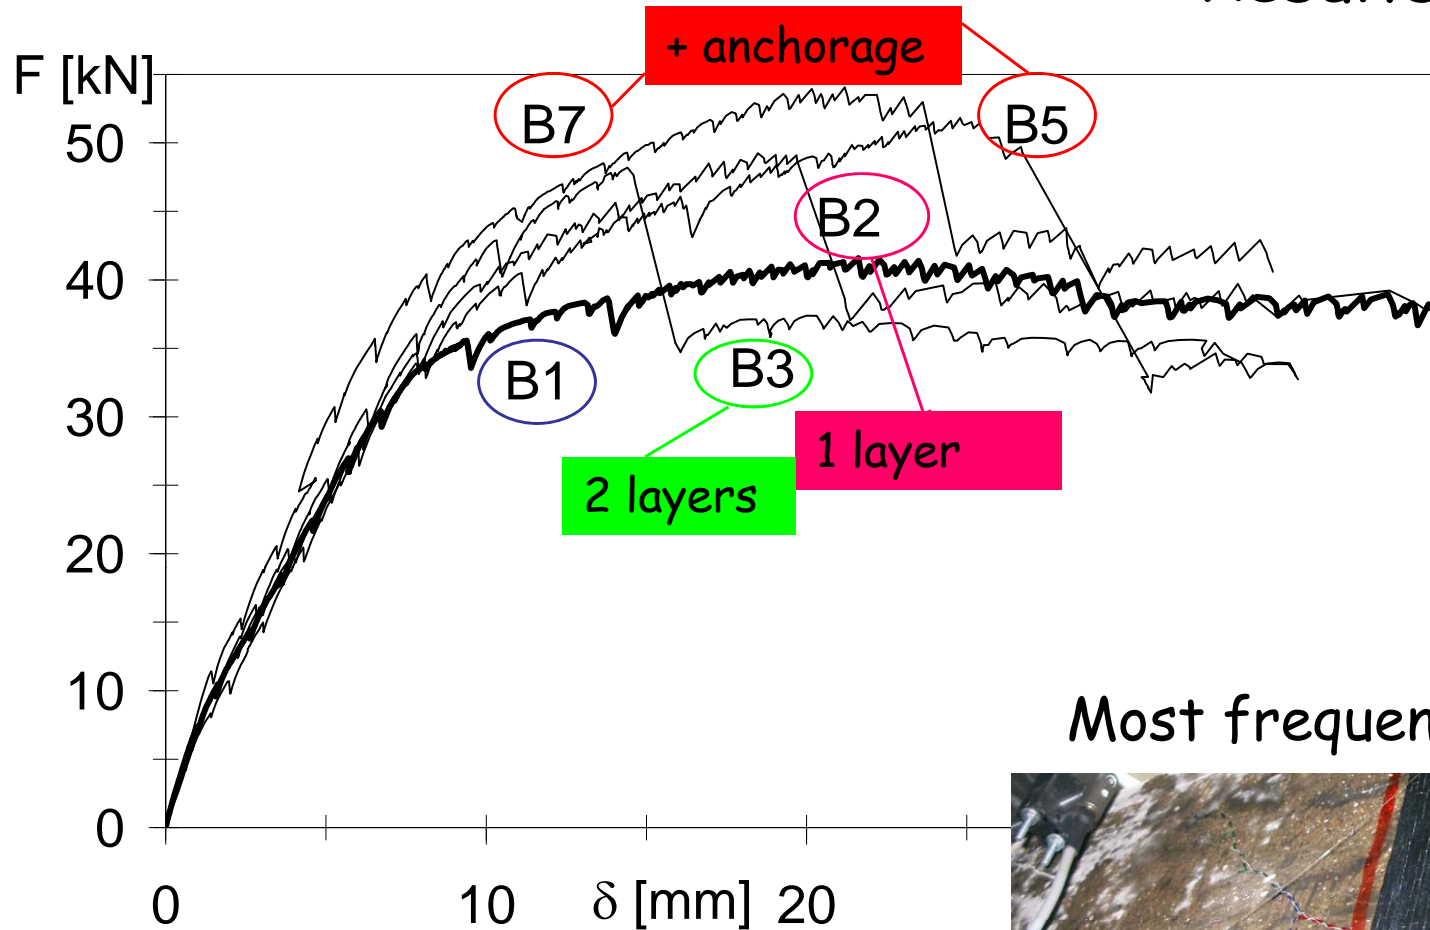 + anchorage
F [kN]
B7
B5
50
B2
40
B1
B3
30
1 layer
2 layers
20
10
Most frequen
0
0
10
δ [mm]
20